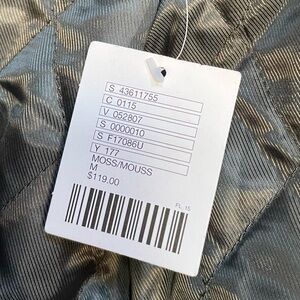 S 43611755
C 0115
V 052807
S 0000010
S F17086U
Y 177
MOSS/MOUSS
M
$119.00
FL 15